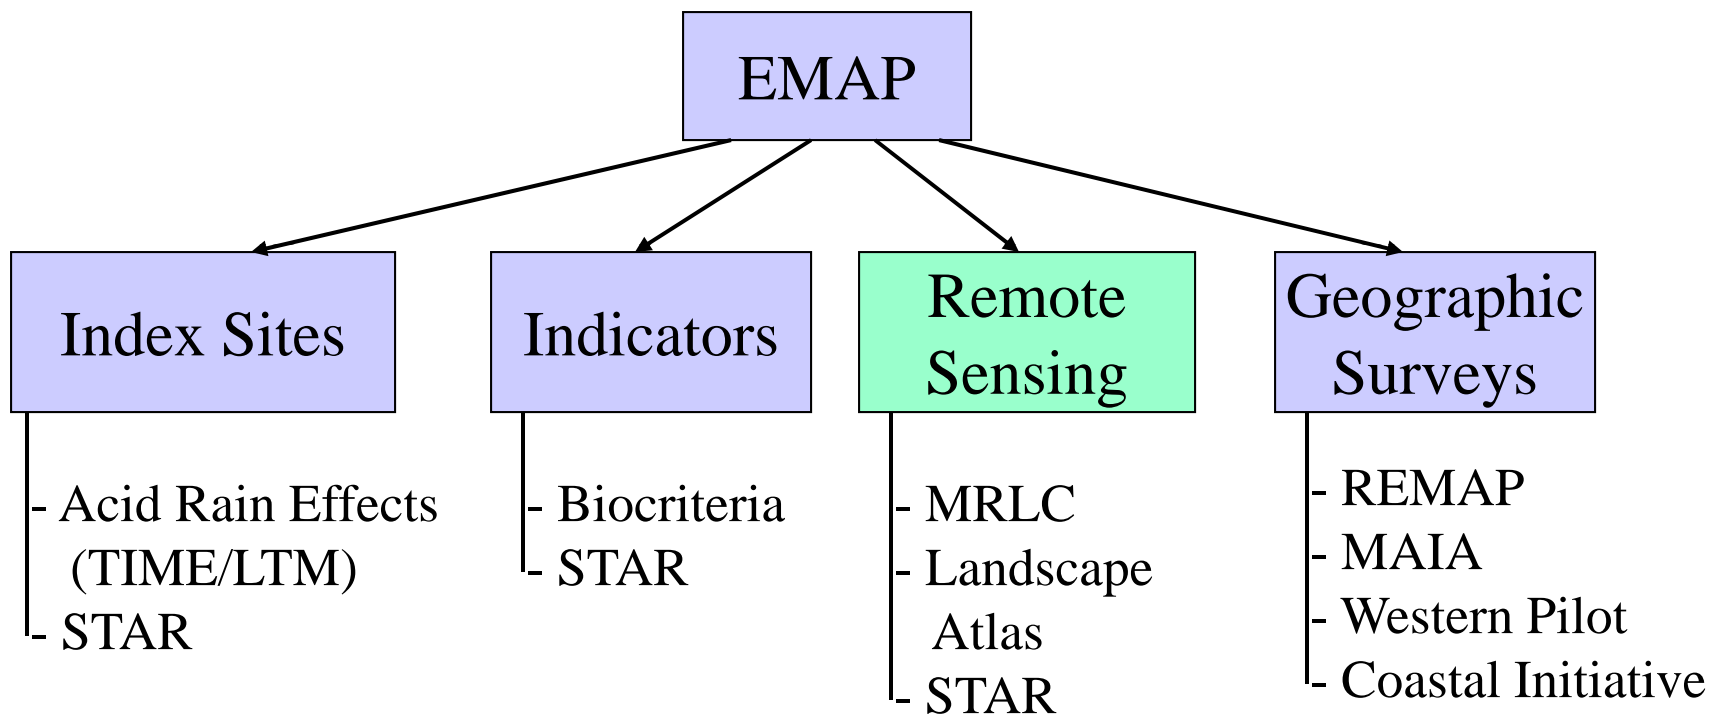 EMAP
Index Sites
- Acid Rain Effects
(TIME/LTM)
- STAR
Indicators
- Biocriteria
- STAR
Remote
Sensing
- MRLC
- Landscape
Atlas
- STAR
Geographic
Surveys
- REMAP
- MAIA
- Western Pilot
- Coastal Initiative